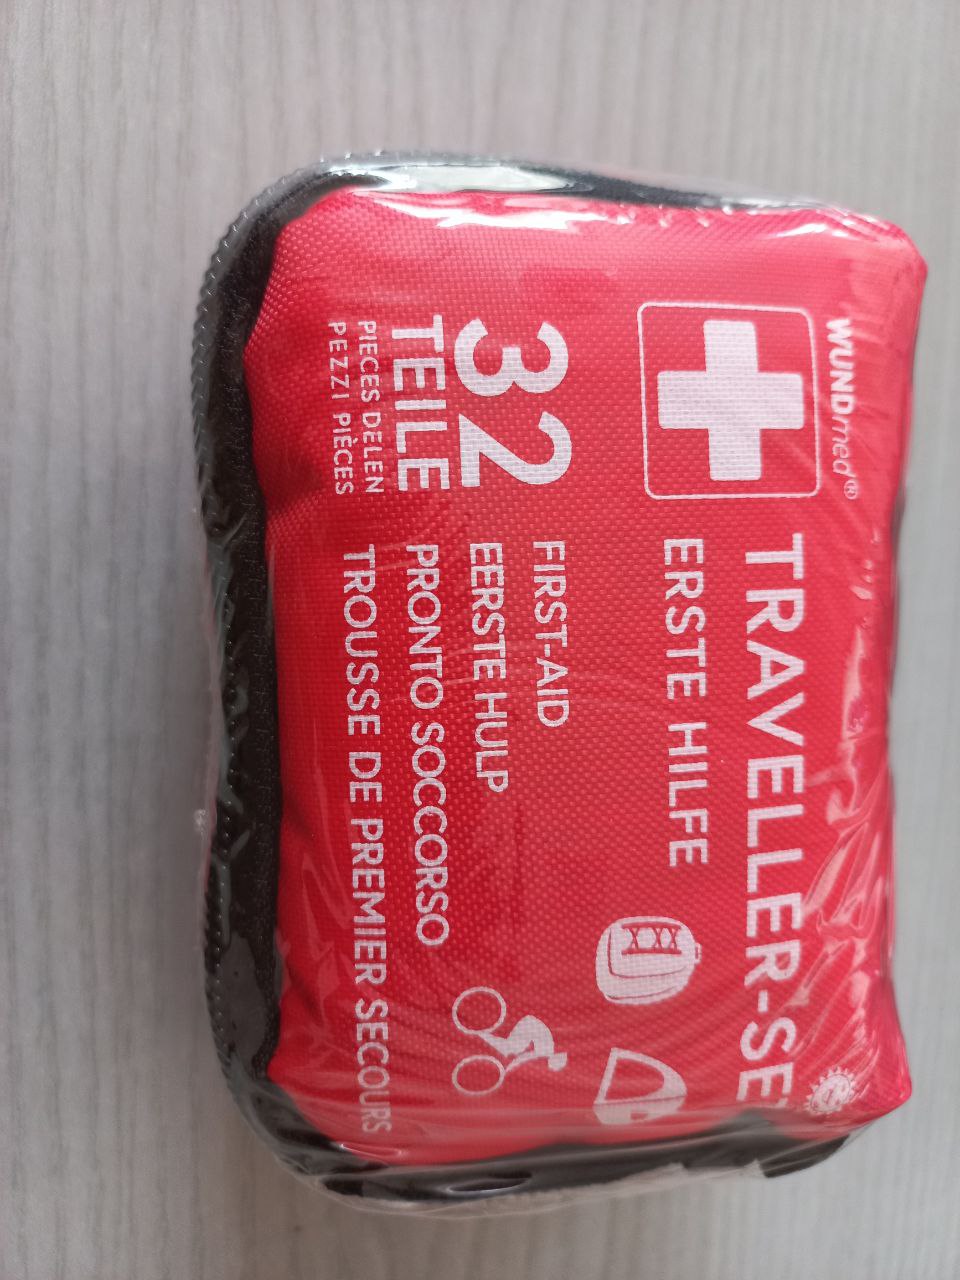 WUNDmed®
TRAVELLER-SET
ERSTE HILFE
32
TEILE
PIECES DELEN
PEZZI PIÈCES
FIRST-AID
EERSTE HULP
PRONTO SOCCORSO
TROUSSE DE PREMIER SECOURS